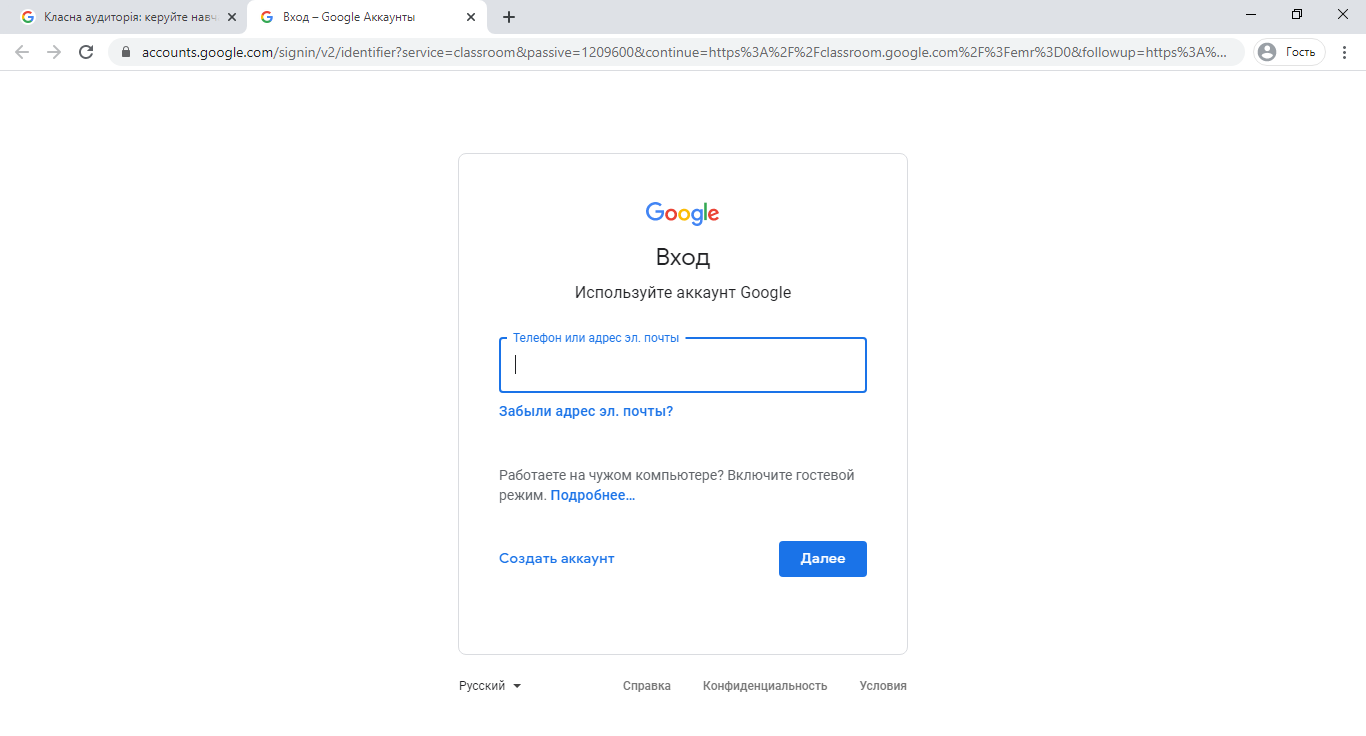 Класна аудиторія: керуйте навч
Вход – Google Аккаунты
accounts.google.com/signin/v2/identifier?service=classroom&passive=1209600&continue=https%3A%2F%2Fclassroom.google.com%2F%3Femr%3D0&followup=https%3A%...
Гость
Google
Вход
Используйте аккаунт Google
Телефон или адрес эл. почты
Забыли адрес эл. почты?
Работаете на чужом компьютере? Включите гостевой
режим. Подробнее…
Создать аккаунт
Далее
Русский
Справка
Конфиденциальность
Условия